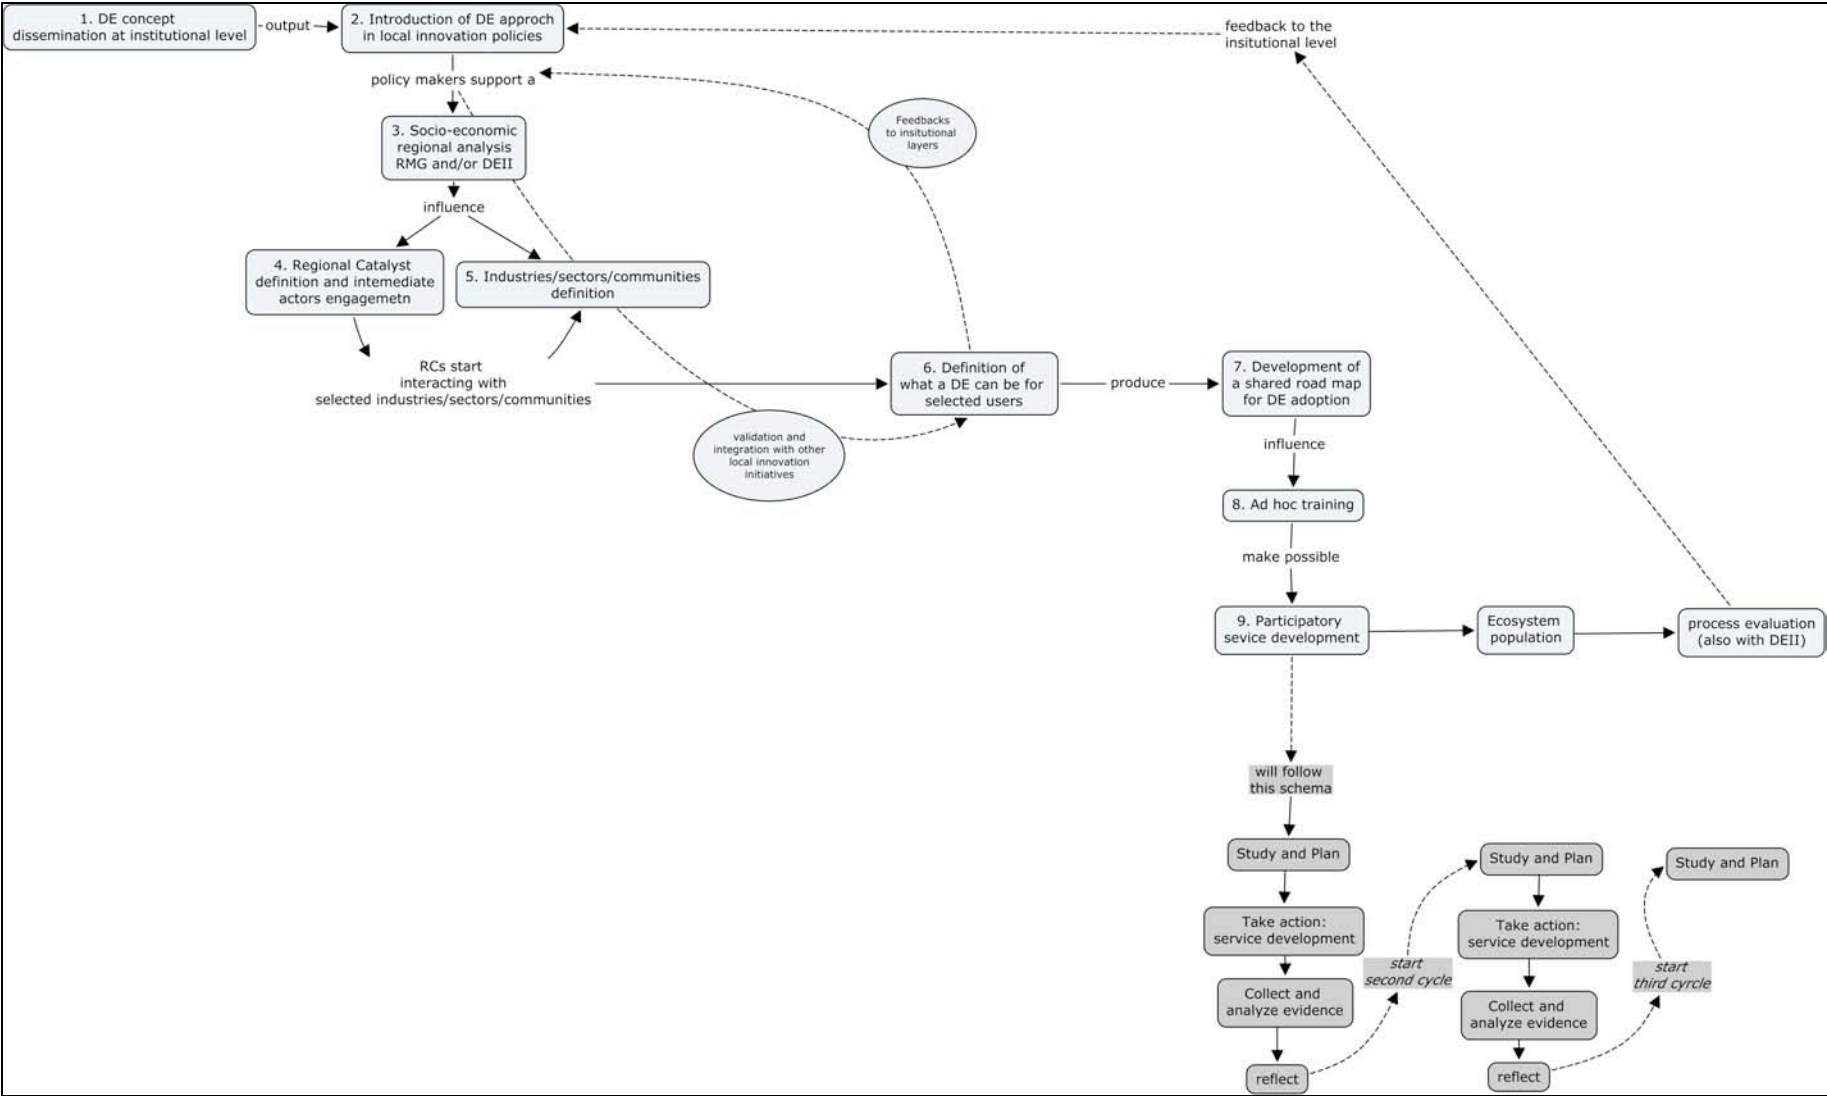 1. DE concept
dissemination at institutional level
output
2. Introduction of DE approch
in local innovation policies
feedback to the
insitutional level
policy makers support a
3. Socio-economic
regional analysis
RMG and/or DEII
Feedbacks
to insitutional
layers
influence
4. Regional Catalyst
definition and intemediate
actors engagemetn
5. Industries/sectors/communities
definition
RCs start
interacting with
selected industries/sectors/communities
6. Definition of
what a DE can be for
selected users
produce
7. Development of
a shared road map
for DE adoption
validation and
integration with other
local innovation
initiatives
influence
8. Ad hoc training
make possible
9. Participatory
sevice development
Ecosystem
population
process evaluation
(also with DEII)
will follow
this schema
Study and Plan
Take action:
service development
Collect and
analyze evidence
reflect
start
second cycle
Study and Plan
Take action:
service development
Collect and
analyze evidence
reflect
start
third cyrcle
Study and Plan